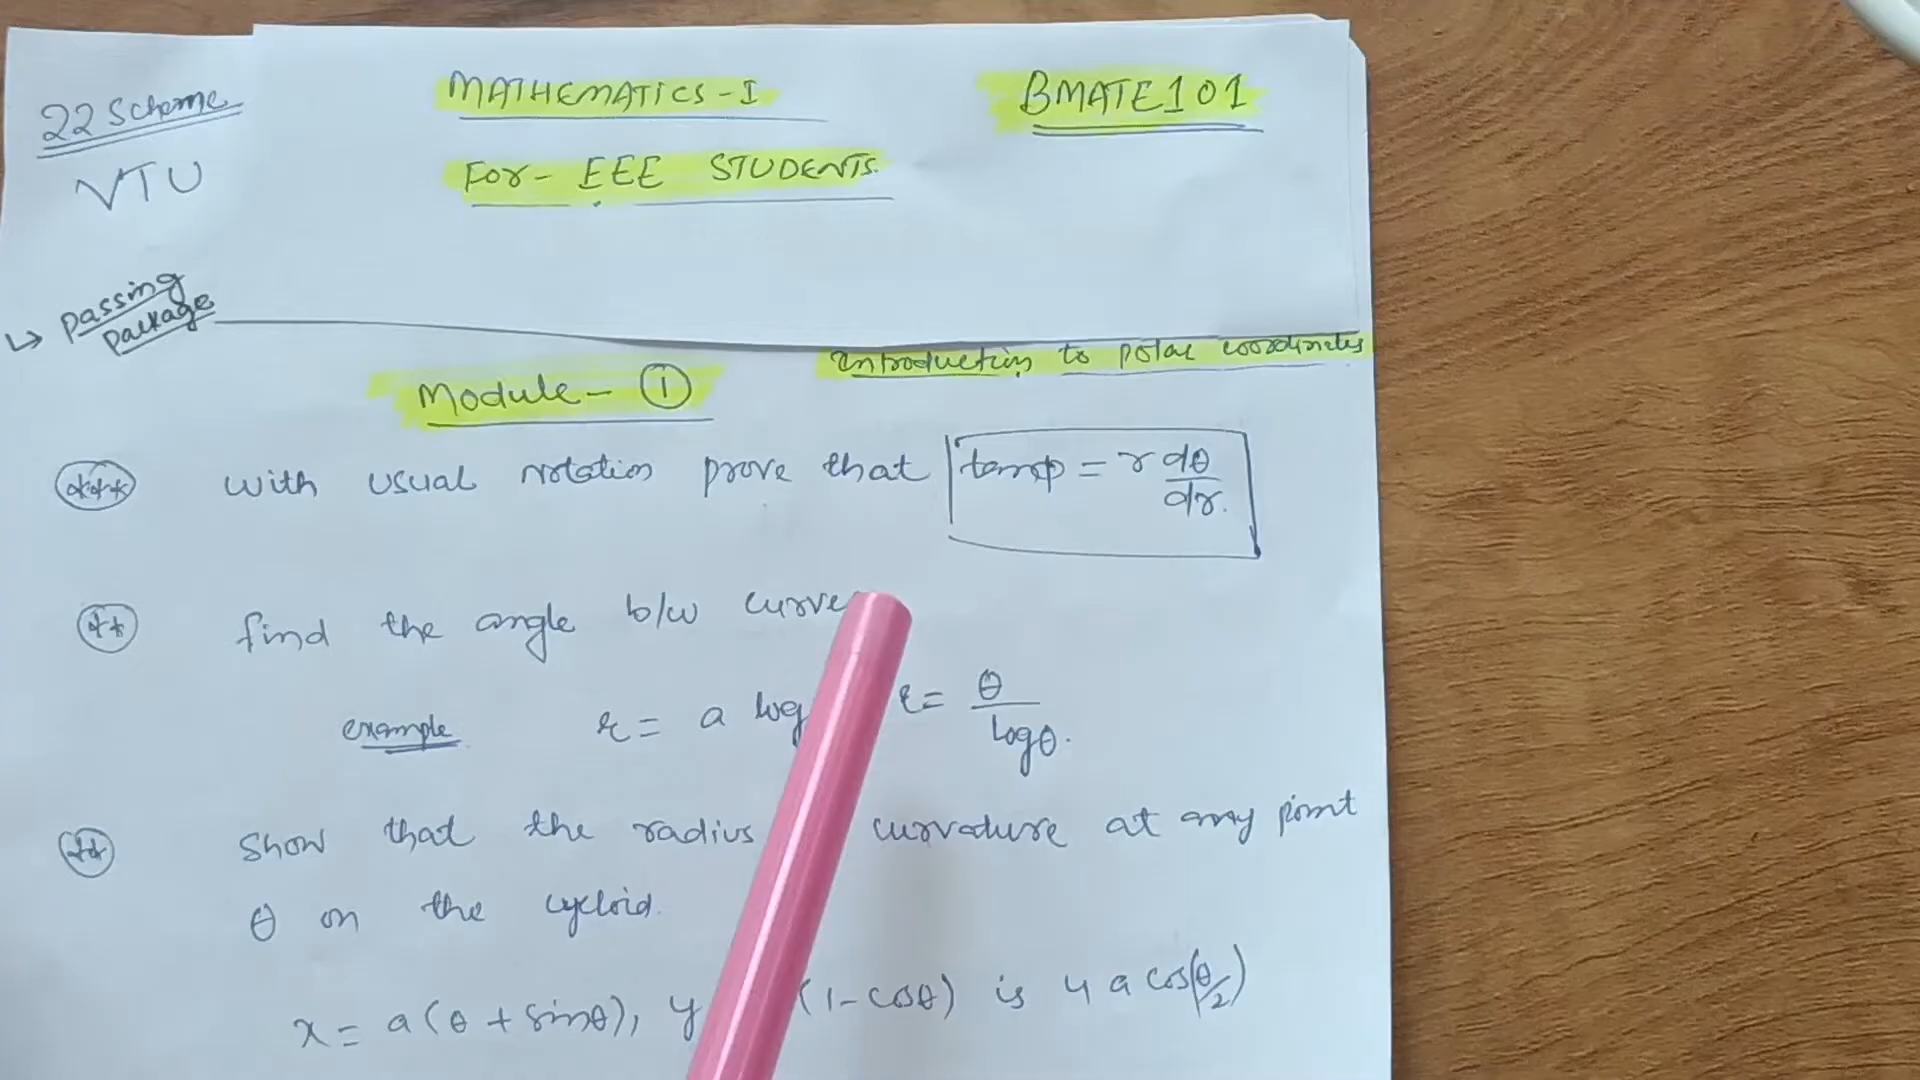 22 Scheme
VTU
MATHEMATICS-I
BMATE101
FOR- EEE STUDENTS.
↳ passing
package
Introduction to polar coordinates
Module- ①
*** with usual notation prove that tanφ = r dθ/dr.
** find the angle b/w curve
example r = a log r = θ/logθ.
** Show that the radius curvature at any point
θ on the cycloid.
x = a(θ + sinθ), y (1-cosθ) is 4 a cos(θ/2)